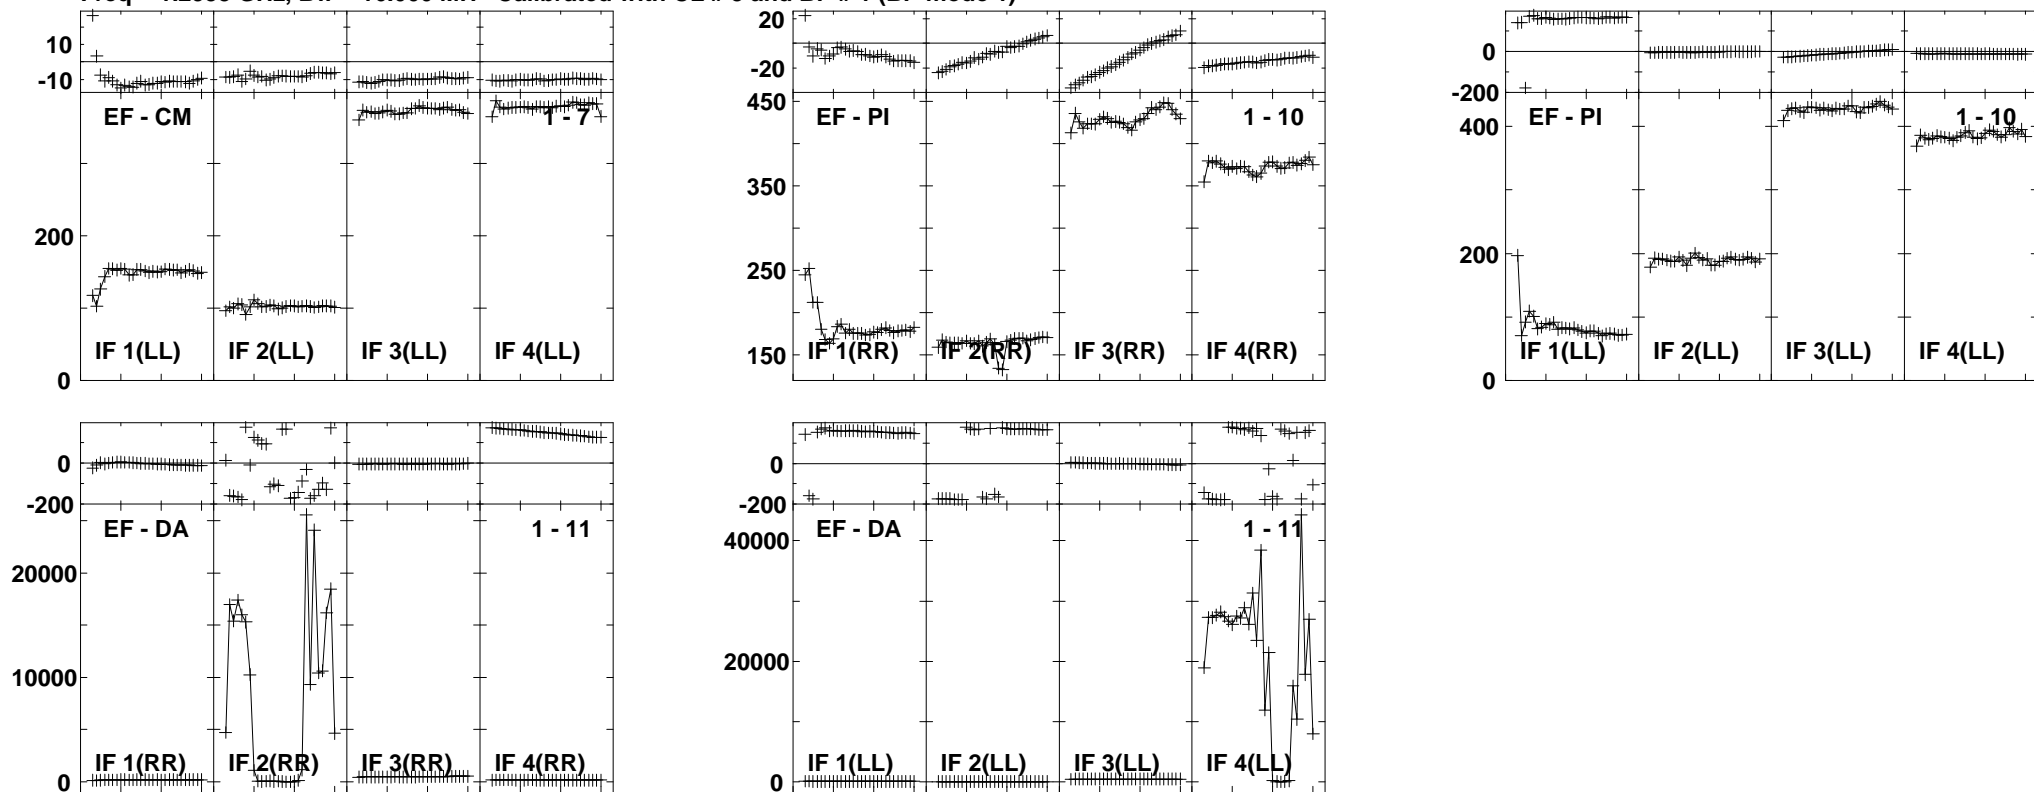 10
-10
EF - CM
1 - 7
200
0
IF 1(LL)
IF 2(LL)
IF 3(LL)
IF 4(LL)
20
0
-20
450
EF - PI
1 - 10
350
250
150
IF 1(RR)
IF 2(RR)
IF 3(RR)
IF 4(RR)
0
-200
EF - PI
1 - 10
400
200
0
IF 1(LL)
IF 2(LL)
IF 3(LL)
IF 4(LL)
0
-200
EF - DA
1 - 11
20000
10000
0
IF 1(RR)
IF 2(RR)
IF 3(RR)
IF 4(RR)
0
-200
EF - DA
1 - 11
40000
20000
0
IF 1(LL)
IF 2(LL)
IF 3(LL)
IF 4(LL)